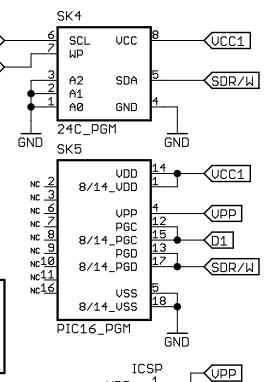 SK4
6 SCL VCC 8 VCC1
7 WP
3 A2 SDA 5 SDR/W
2 A1
1 A0 GND 4
GND 24C_PGM GND
SK5
VDD 14 VCC1
NC 2 8/14_VDD 1
NC 3
NC 6 VPP 4 VPP
NC 7 PGC 12
NC 8 8/14_PGC 15 D1
NC 9 PGD 13
NC 10 8/14_PGD 17 SDR/W
NC 11
NC 16 VSS 5
8/14_VSS 18
PIC16_PGM GND
ICSP
1 VPP